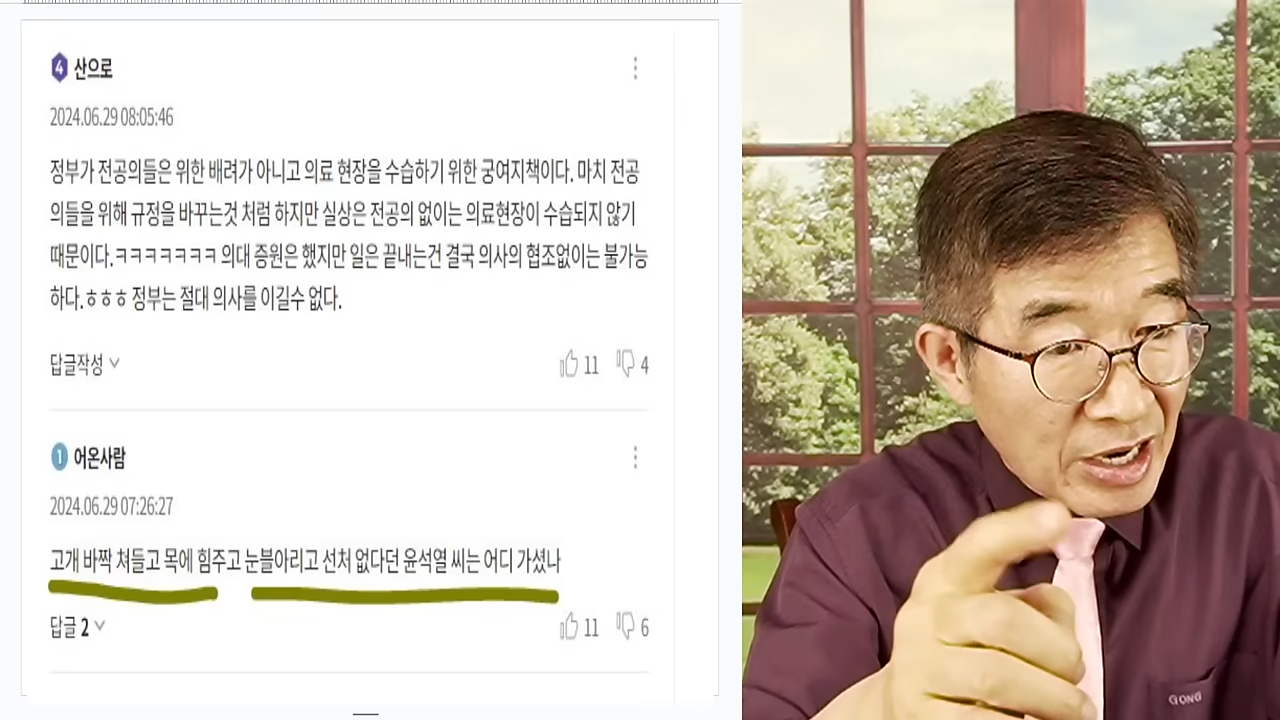 4 산으로
2024.06.29 08:05:46
정부가 전공의들은 위한 배려가 아니고 의료 현장을 수습하기 위한 궁여지책이다. 마치 전공
의들을 위해 규정을 바꾸는것 처럼 하지만 실상은 전공의 없이는 의료현장이 수습되지 않기
때문이다.ㅋㅋㅋㅋㅋㅋㅋ 의대 증원은 했지만 일은 끝내는건 결국 의사의 협조없이는 불가능
하다.ㅎㅎㅎ 정부는 절대 의사를 이길수 없다.
답글작성
11 4
1 어온사람
2024.06.29 07:26:27
고개 바짝 쳐들고 목에 힘주고 눈블아리고 선처 없다던 윤석열 씨는 어디 가셨나
답글 2
11 6
GONG